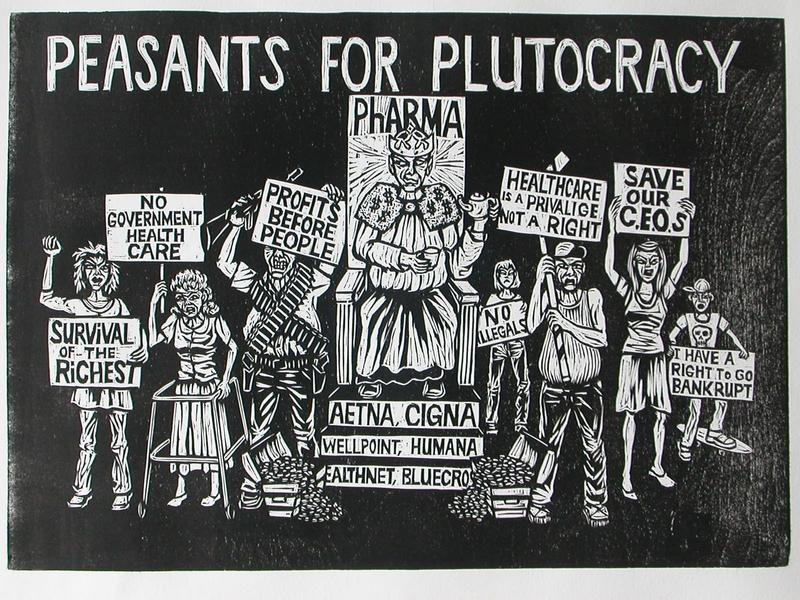 PEASANTS FOR PLUTOCRACY
PhARMA
NO
GOVERNMENT
HEALTH
CARE
PROFITS
BEFORE
PEOPLE
HEALTHCARE
IS A PRIVALIGE
NOT A RIGHT
SAVE
OUR
C.E.O.S
SURViVAL
OF THE
RiCHEST
NO
ILLEGALS
I HAVE A
RIGHT to GO
BANKRUPT
AETNA, CIGNA
WELLPOINT, HUMANA
EALTHNET, BLUECRO